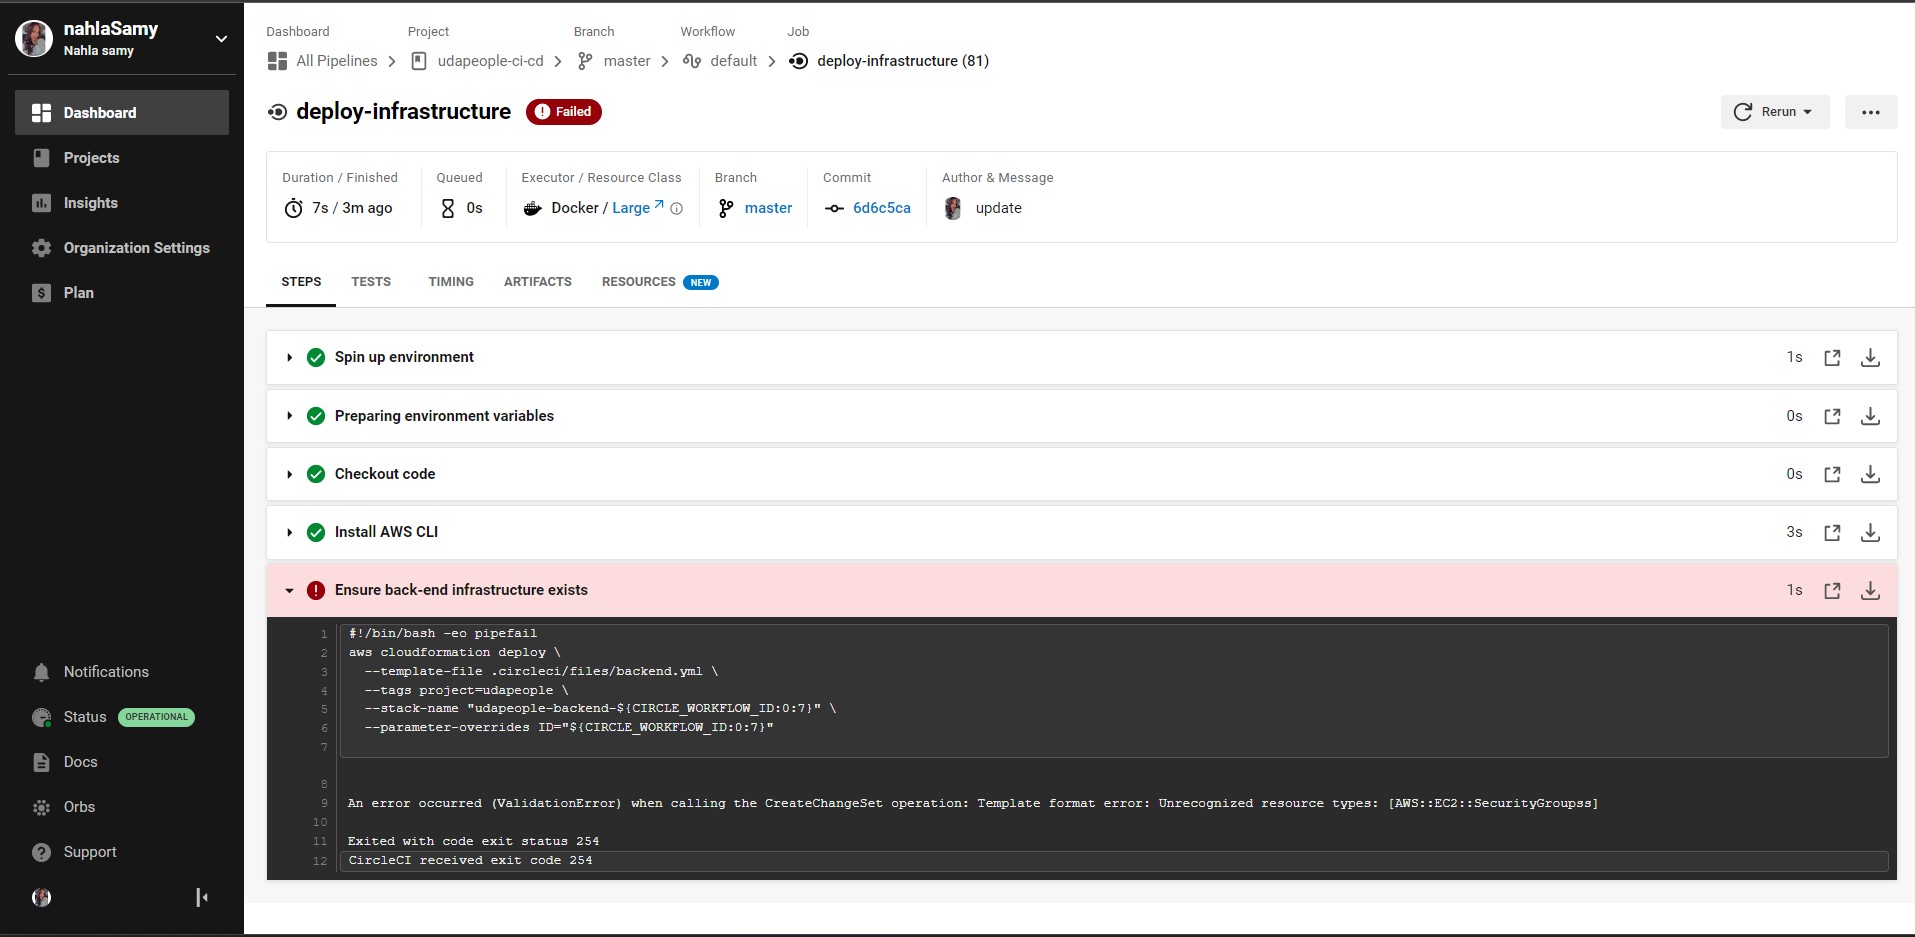 nahlaSamy
Nahla samy
Dashboard
Projects
Insights
Organization Settings
Plan
Notifications
Status OPERATIONAL
Docs
Orbs
Support
Dashboard Project Branch Workflow Job
All Pipelines udapeople-ci-cd master default deploy-infrastructure (81)
deploy-infrastructure Failed
Rerun
Duration / Finished Queued Executor / Resource Class Branch Commit Author & Message
7s / 3m ago 0s Docker / Large master 6d6c5ca update
STEPS TESTS TIMING ARTIFACTS RESOURCES NEW
Spin up environment 1s
Preparing environment variables 0s
Checkout code 0s
Install AWS CLI 3s
Ensure back-end infrastructure exists 1s
1 #!/bin/bash -eo pipefail
2 aws cloudformation deploy \
3 --template-file .circleci/files/backend.yml \
4 --tags project=udapeople \
5 --stack-name "udapeople-backend-${CIRCLE_WORKFLOW_ID:0:7}" \
6 --parameter-overrides ID="${CIRCLE_WORKFLOW_ID:0:7}"
7
8
9 An error occurred (ValidationError) when calling the CreateChangeSet operation: Template format error: Unrecognized resource types: [AWS::EC2::SecurityGroupss]
10
11 Exited with code exit status 254
12 CircleCI received exit code 254